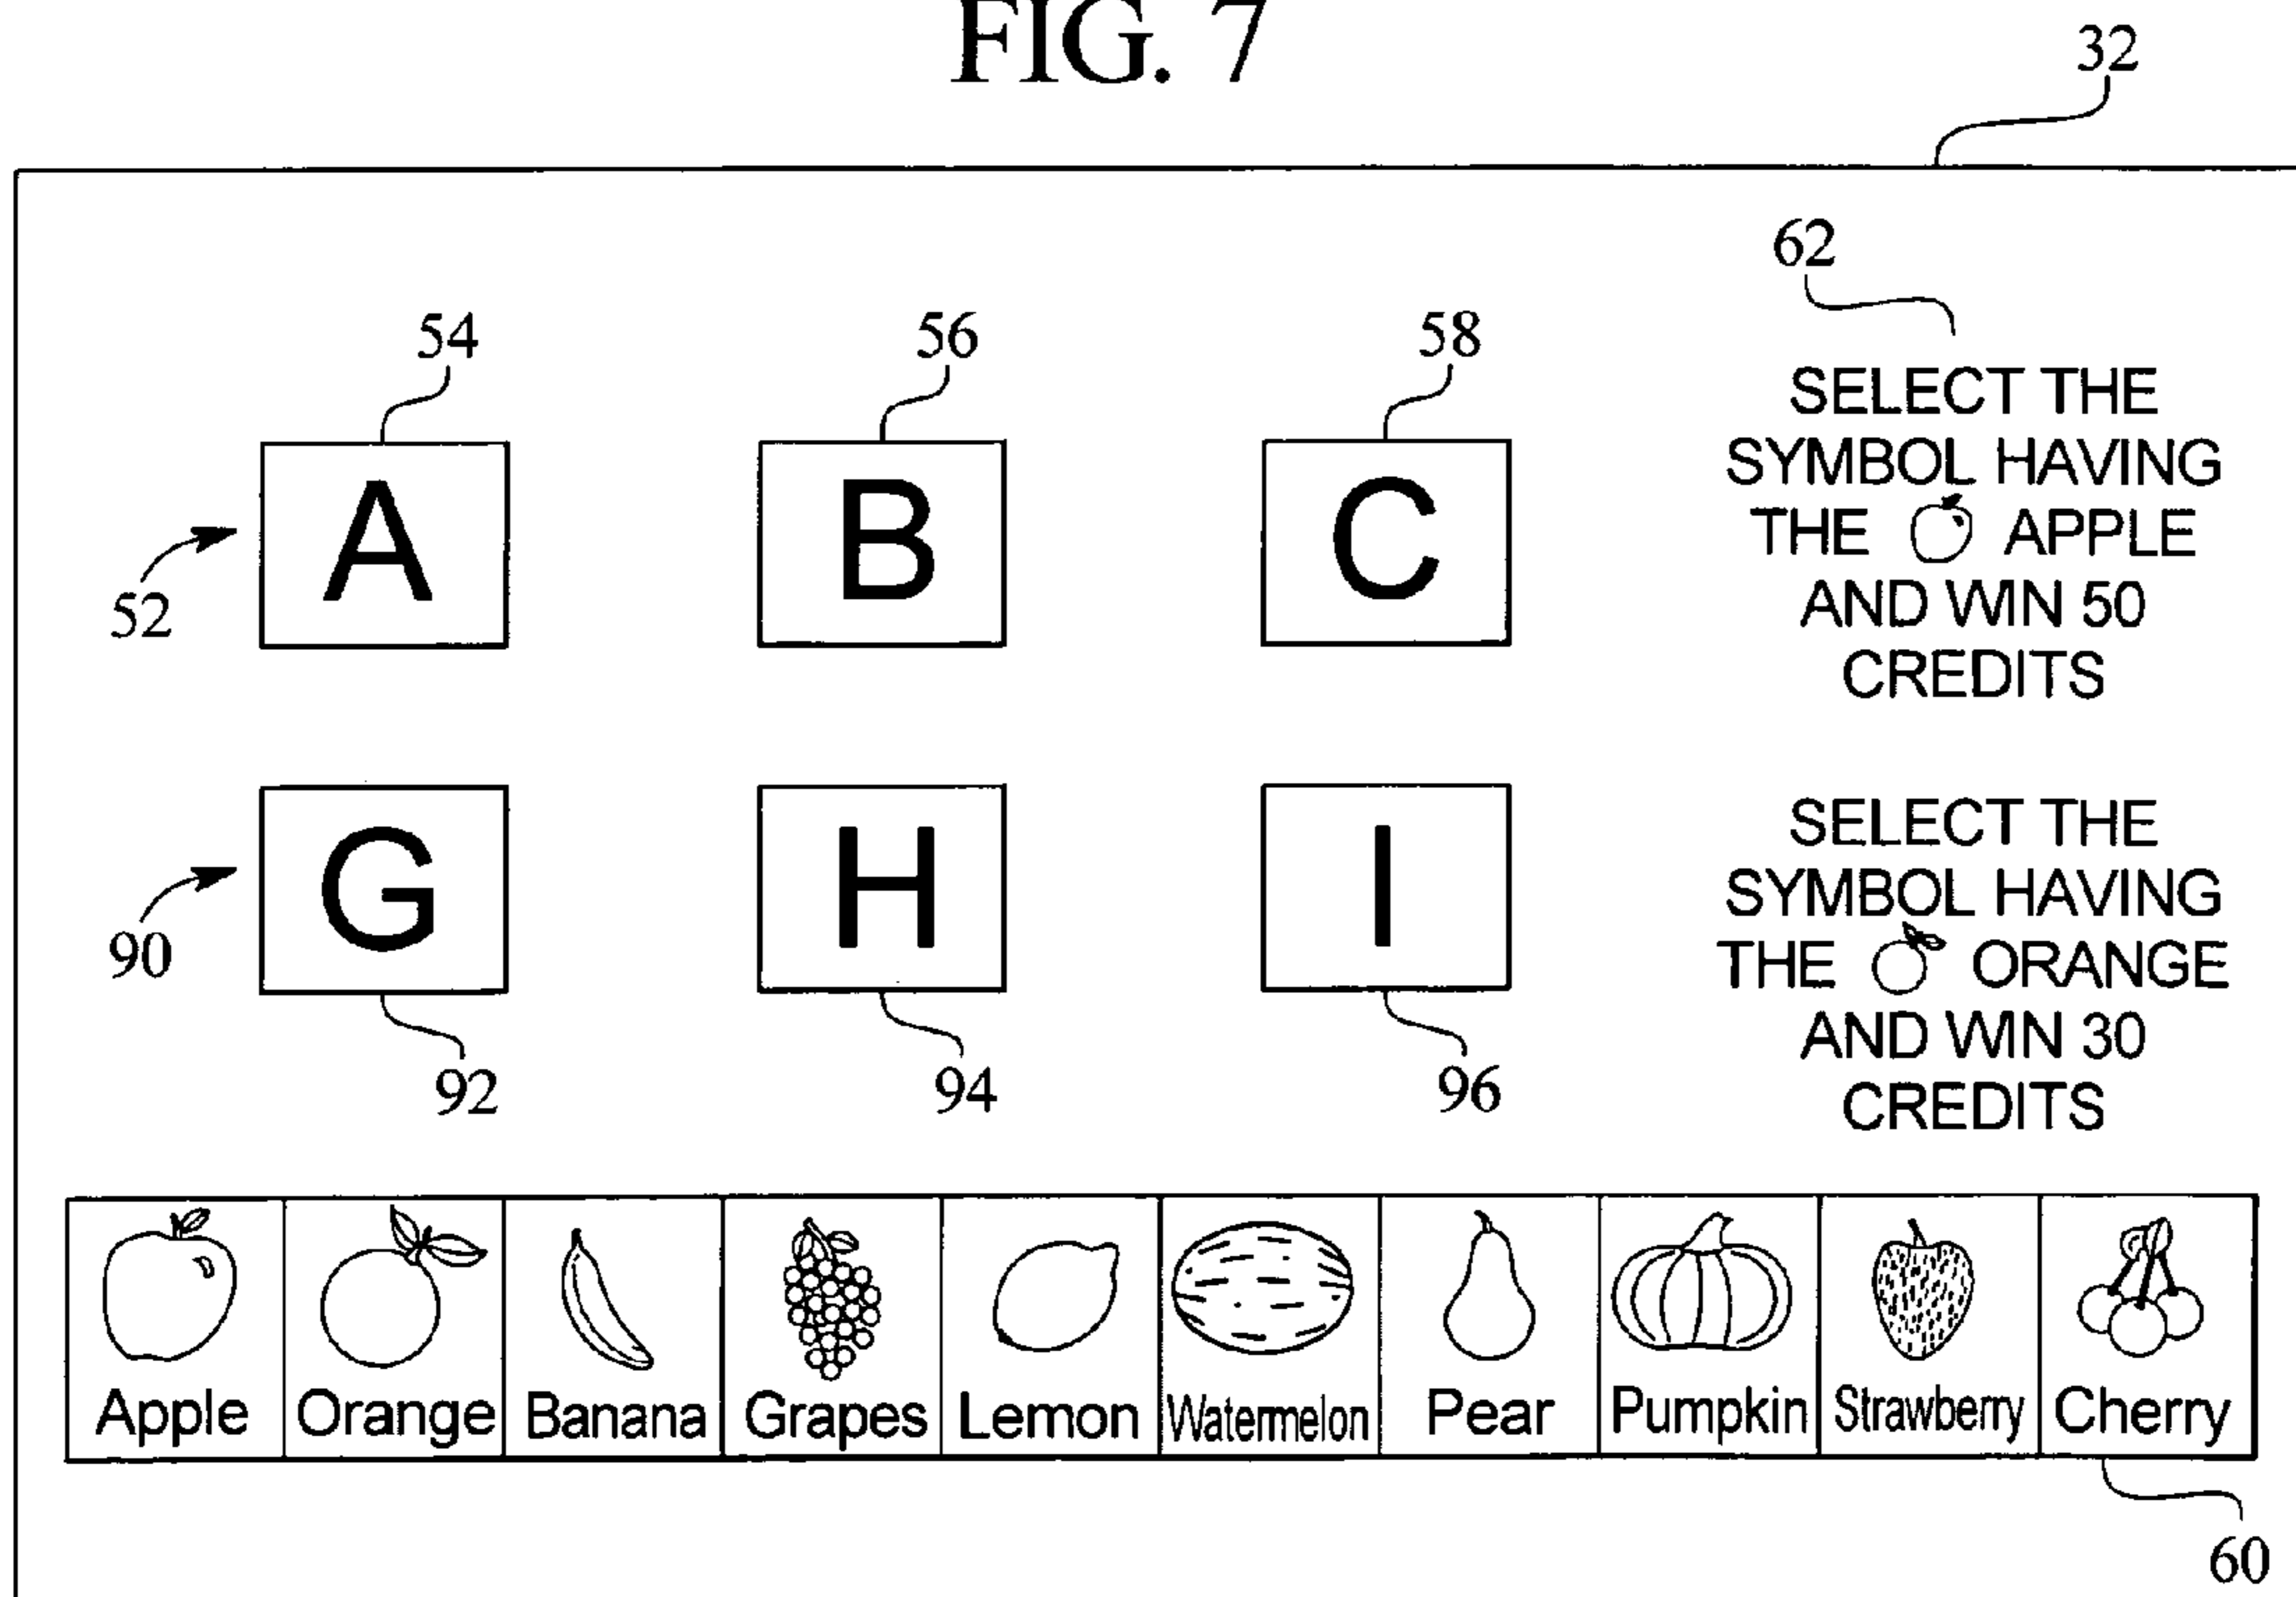 FIG. 7
32
62
54 56 58
SELECT THE
SYMBOL HAVING
THE APPLE
AND WIN 50
CREDITS
A B C
52
G H I
90
92 94 96
SELECT THE
SYMBOL HAVING
THE ORANGE
AND WIN 30
CREDITS
Apple Orange Banana Grapes Lemon Watermelon Pear Pumpkin Strawberry Cherry
60